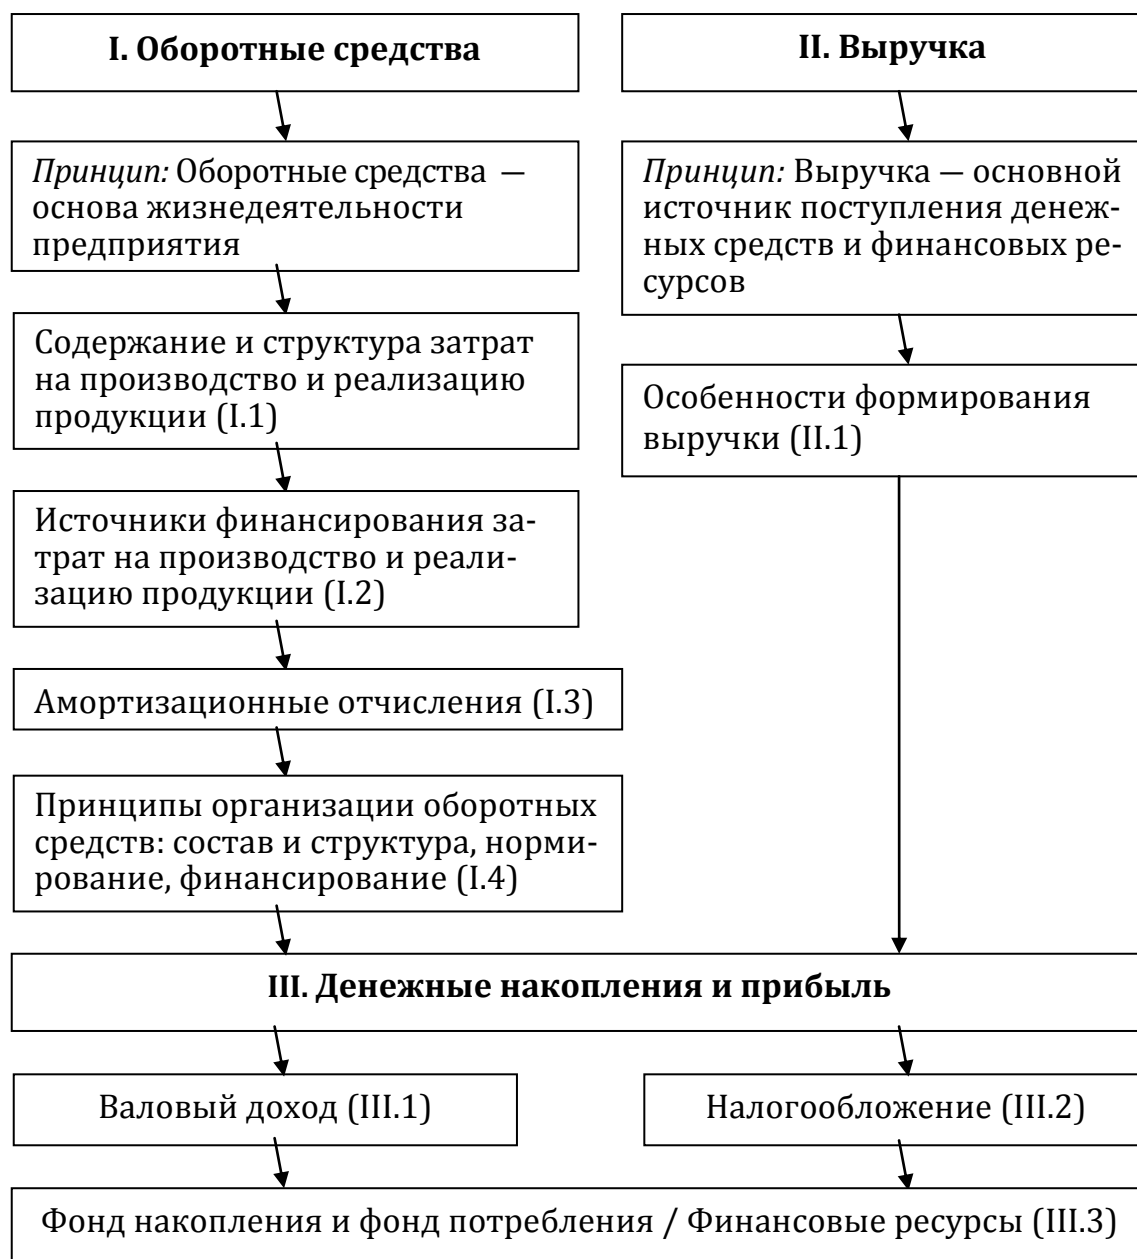 I. Оборотные средства
II. Выручка
Принцип: Оборотные средства —
основа жизнедеятельности
предприятия
Принцип: Выручка — основной
источник поступления денеж-
ных средств и финансовых ре-
сурсов
Содержание и структура затрат
на производство и реализацию
продукции (I.1)
Особенности формирования
выручки (II.1)
Источники финансирования за-
трат на производство и реали-
зацию продукции (I.2)
Амортизационные отчисления (I.3)
Принципы организации оборотных
средств: состав и структура, норми-
рование, финансирование (I.4)
III. Денежные накопления и прибыль
Валовый доход (III.1)
Налогообложение (III.2)
Фонд накопления и фонд потребления / Финансовые ресурсы (III.3)